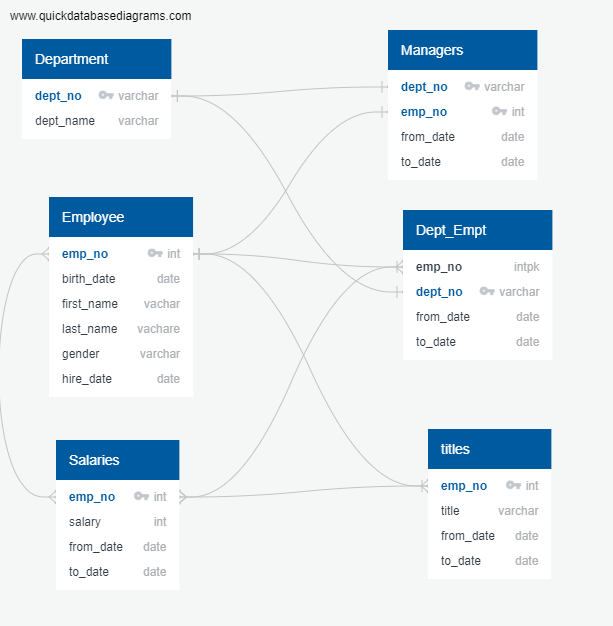 www.quickdatabasediagrams.com
Department
dept_no varchar
dept_name varchar
Managers
dept_no varchar
emp_no int
from_date date
to_date date
Employee
emp_no int
birth_date date
first_name vachar
last_name vachare
gender varchar
hire_date date
Dept_Empt
emp_no intpk
dept_no varchar
from_date date
to_date date
Salaries
emp_no int
salary int
from_date date
to_date date
titles
emp_no int
title varchar
from_date date
to_date date